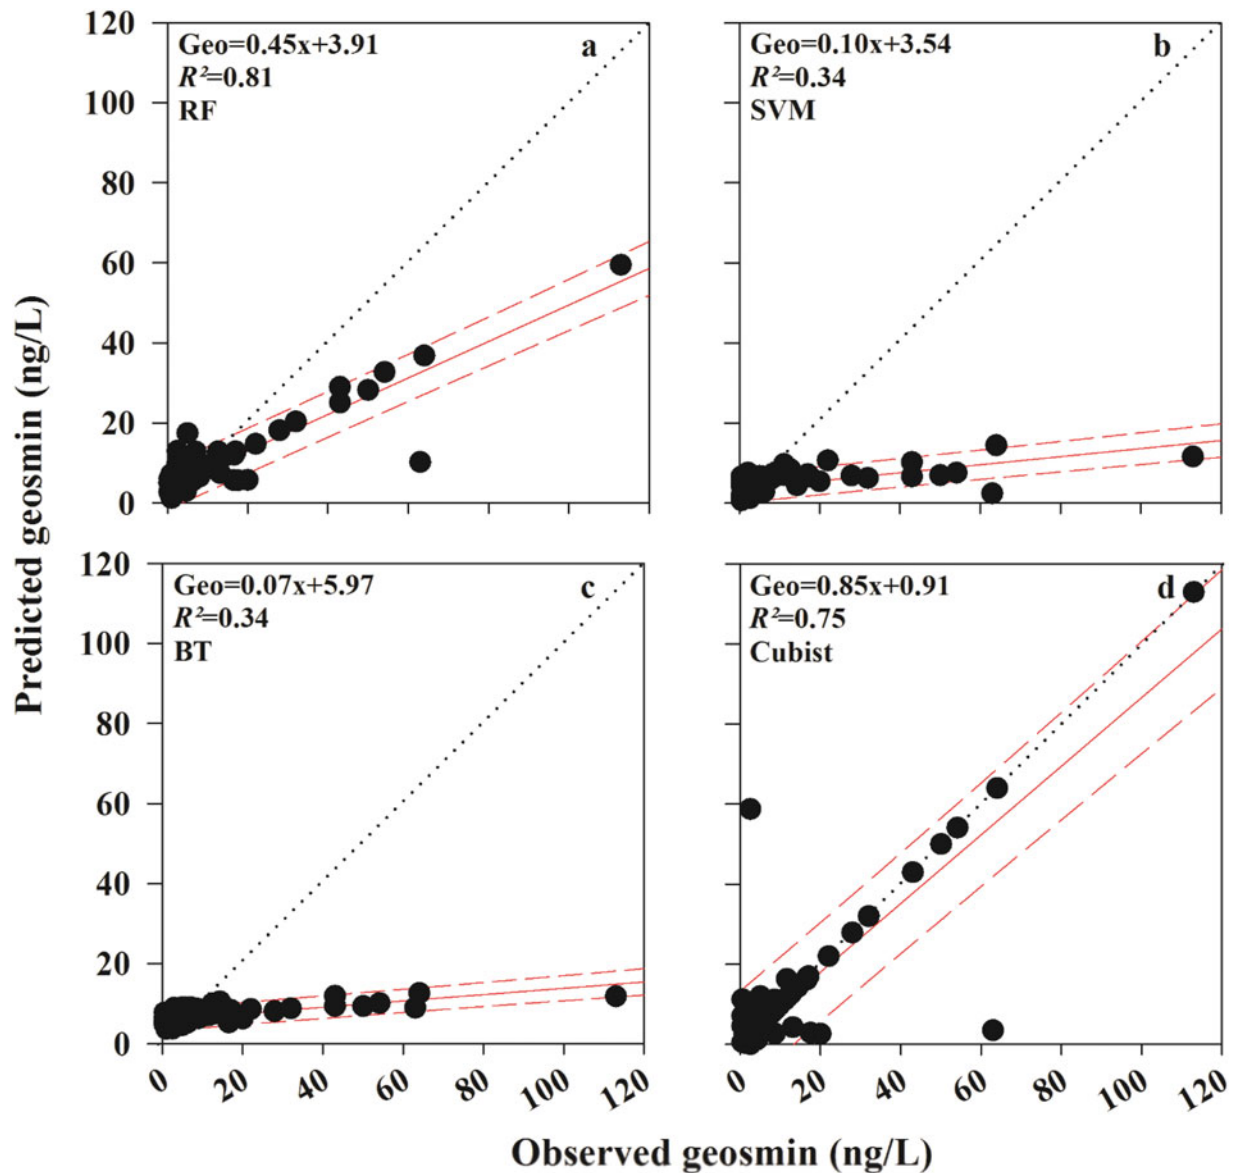 Predicted geosmin (ng/L)
120
100
80
60
40
20
0
Geo=0.45x+3.91
R²=0.81
RF
a
Geo=0.10x+3.54
R²=0.34
SVM
b
120
100
80
60
40
20
0
Geo=0.07x+5.97
R²=0.34
BT
c
Geo=0.85x+0.91
R²=0.75
Cubist
d
0 20 40 60 80 100 120
0 20 40 60 80 100 120
Observed geosmin (ng/L)